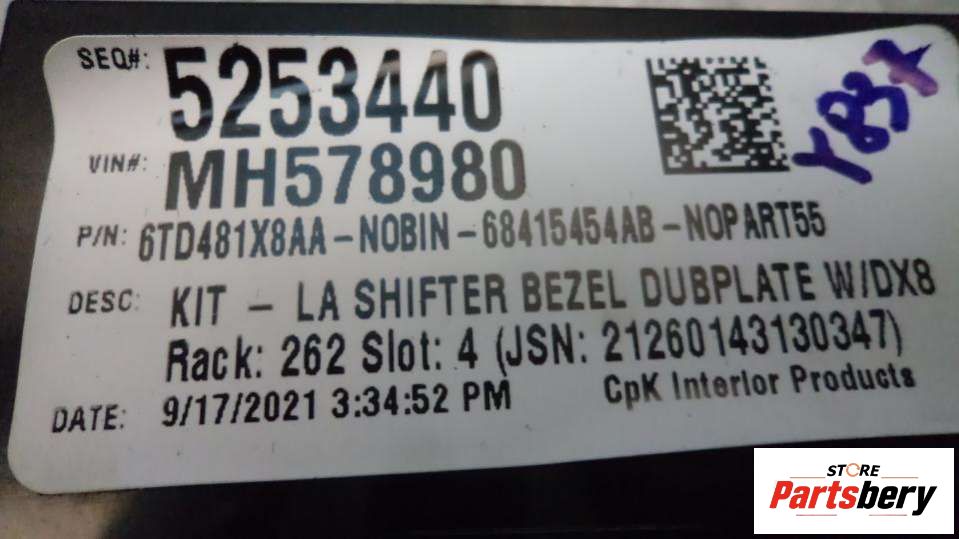 SEQ#: 5253440
VIN#: MH578980
P/N: 6TD481X8AA-NOBIN-68415454AB-NOPART55
DESC: KIT - LA SHIFTER BEZEL DUBPLATE W/DX8
Rack: 262 Slot: 4 (JSN: 21260143130347)
DATE: 9/17/2021 3:34:52 PM CpK Interior Products
STORE
Partsbery